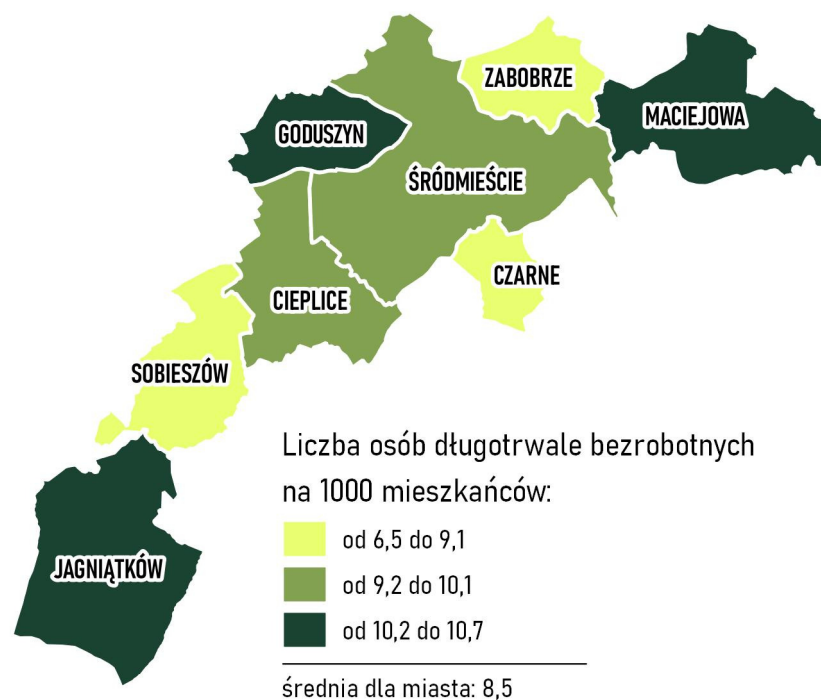 ZABOBRZE
MACIEJOWA
GODUSZYN
ŚRÓDMIEŚCIE
CZARNE
CIEPLICE
SOBIESZÓW
JAGNIĄTKÓW
Liczba osób długotrwale bezrobotnych
na 1000 mieszkańców:
od 6,5 do 9,1
od 9,2 do 10,1
od 10,2 do 10,7
średnia dla miasta: 8,5